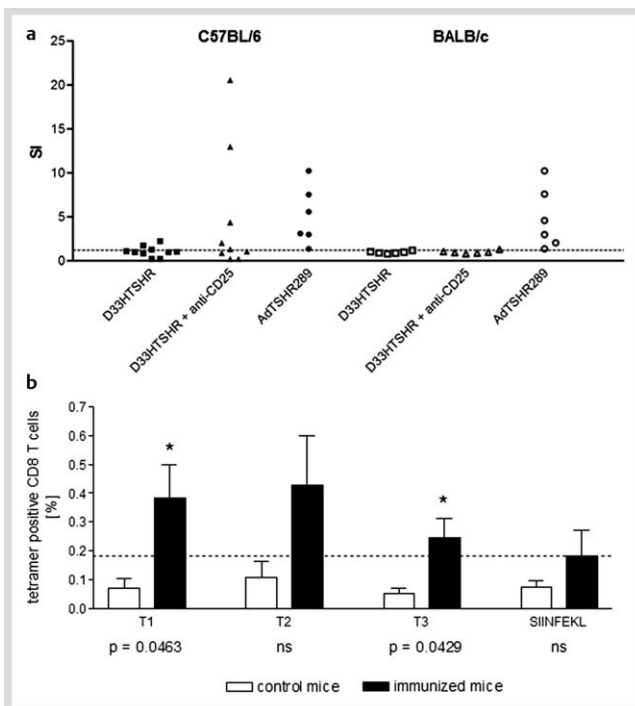 a
C57BL/6 BALB/c
25
20
15
10
5
0
SI
D33HTSHR
D33HTSHR + anti-CD25
AdTSHR289
D33HTSHR
D33HTSHR + anti-CD25
AdTSHR289
b
0.7
0.6
0.5
0.4
0.3
0.2
0.1
0.0
tetramer positive CD8 T cells
[%]
* *
T1 T2 T3 SIINFEKL
p = 0.0463 ns p = 0.0429 ns
control mice immunized mice